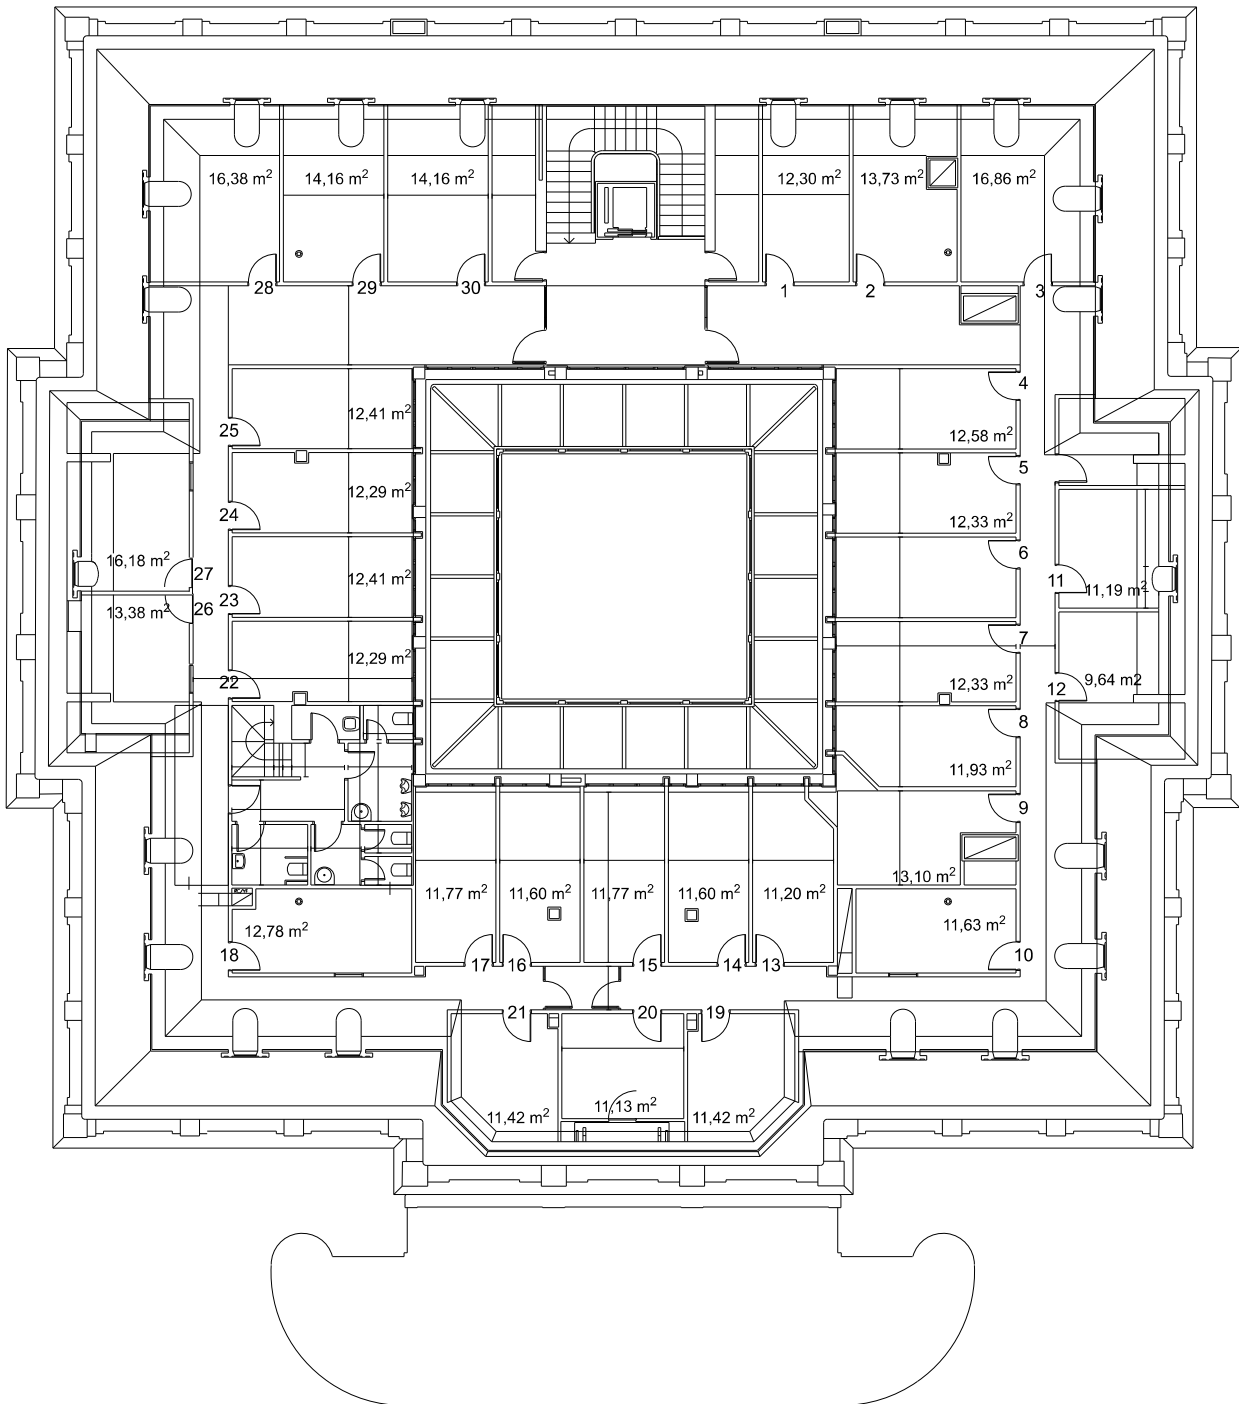 16,38 m²
14,16 m²
14,16 m²
12,30 m²
13,73 m²
16,86 m²
28
29
30
1
2
3
4
12,41 m²
25
12,58 m²
5
12,29 m²
24
12,33 m²
6
16,18 m²
27
12,41 m²
11
11,19 m²
13,38 m²
26
23
7
12,29 m²
22
12,33 m²
12
9,64 m2
8
11,93 m²
9
13,10 m²
11,77 m²
11,60 m²
11,77 m²
11,60 m²
11,20 m²
12,78 m²
11,63 m²
18
17
16
15
14
13
10
21
20
19
11,42 m²
11,13 m²
11,42 m²